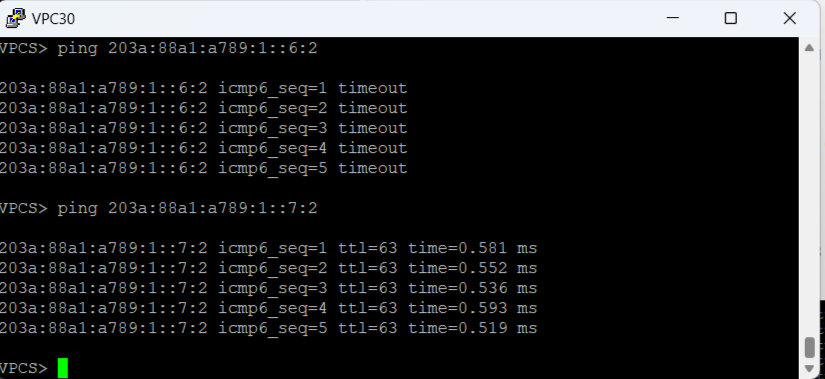 VPC30
VPCS> ping 203a:88a1:a789:1::6:2
203a:88a1:a789:1::6:2 icmp6_seq=1 timeout
203a:88a1:a789:1::6:2 icmp6_seq=2 timeout
203a:88a1:a789:1::6:2 icmp6_seq=3 timeout
203a:88a1:a789:1::6:2 icmp6_seq=4 timeout
203a:88a1:a789:1::6:2 icmp6_seq=5 timeout
VPCS> ping 203a:88a1:a789:1::7:2
203a:88a1:a789:1::7:2 icmp6_seq=1 ttl=63 time=0.581 ms
203a:88a1:a789:1::7:2 icmp6_seq=2 ttl=63 time=0.552 ms
203a:88a1:a789:1::7:2 icmp6_seq=3 ttl=63 time=0.536 ms
203a:88a1:a789:1::7:2 icmp6_seq=4 ttl=63 time=0.593 ms
203a:88a1:a789:1::7:2 icmp6_seq=5 ttl=63 time=0.519 ms
VPCS>